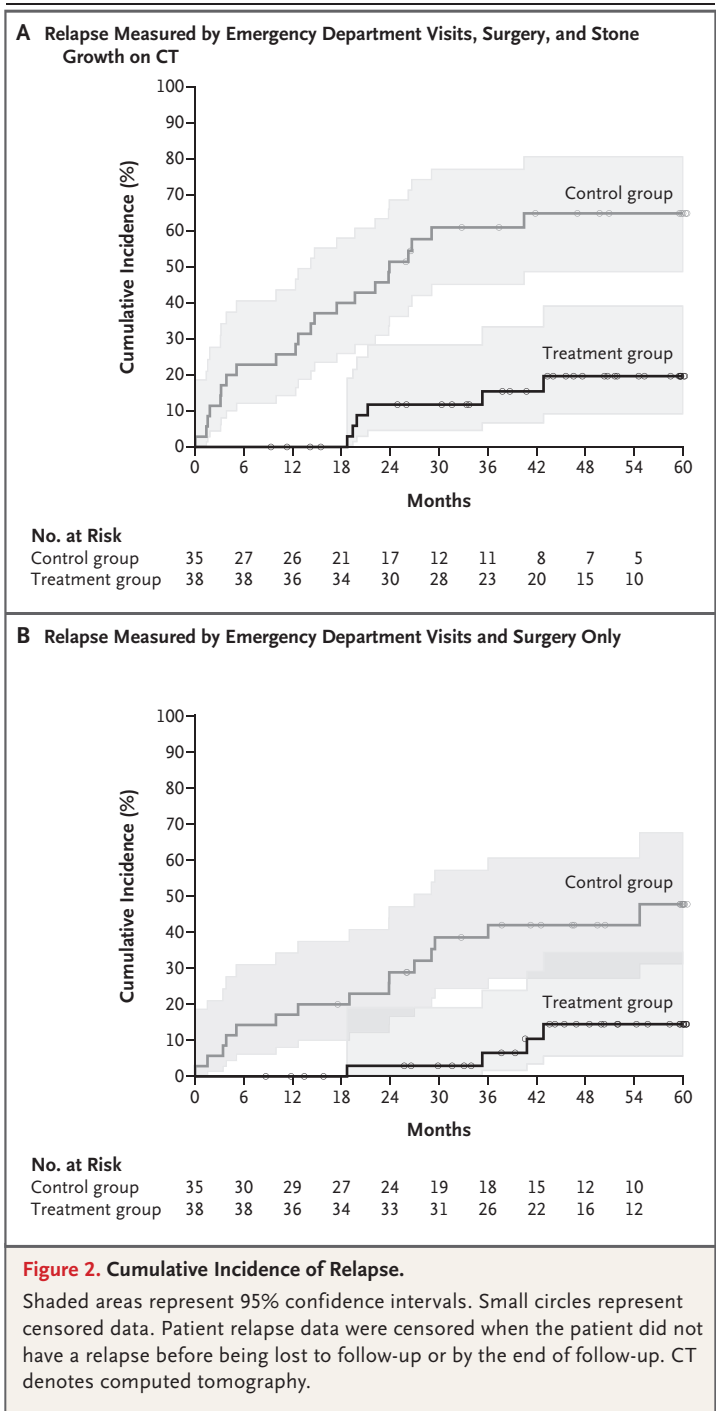 A Relapse Measured by Emergency Department Visits, Surgery, and Stone
Growth on CT
100
90
80
70
60
50
40
30
20
10
0
Cumulative Incidence (%)
Control group
Treatment group
0 6 12 18 24 30 36 42 48 54 60
Months
No. at Risk
Control group 35 27 26 21 17 12 11 8 7 5
Treatment group 38 38 36 34 30 28 23 20 15 10
B Relapse Measured by Emergency Department Visits and Surgery Only
100
90
80
70
60
50
40
30
20
10
0
Cumulative Incidence (%)
Control group
Treatment group
0 6 12 18 24 30 36 42 48 54 60
Months
No. at Risk
Control group 35 30 29 27 24 19 18 15 12 10
Treatment group 38 38 36 34 33 31 26 22 16 12
Figure 2. Cumulative Incidence of Relapse.
Shaded areas represent 95% confidence intervals. Small circles represent
censored data. Patient relapse data were censored when the patient did not
have a relapse before being lost to follow-up or by the end of follow-up. CT
denotes computed tomography.